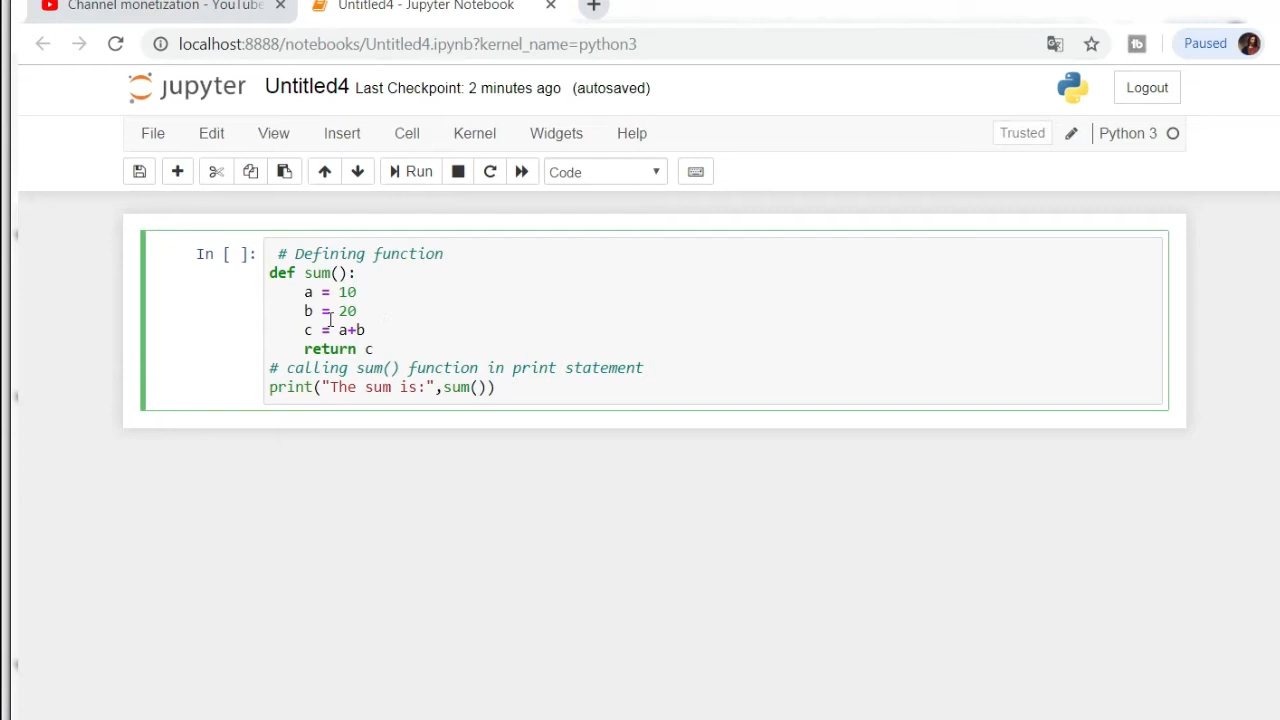 Channel monetization - YouTube
Untitled4 - Jupyter Notebook
localhost:8888/notebooks/Untitled4.ipynb?kernel_name=python3
Paused
jupyter Untitled4 Last Checkpoint: 2 minutes ago (autosaved)
Logout
File Edit View Insert Cell Kernel Widgets Help
Trusted Python 3
Run Code
In [ ]: # Defining function
def sum():
    a = 10
    b = 20
    c = a+b
    return c
# calling sum() function in print statement
print("The sum is:",sum())